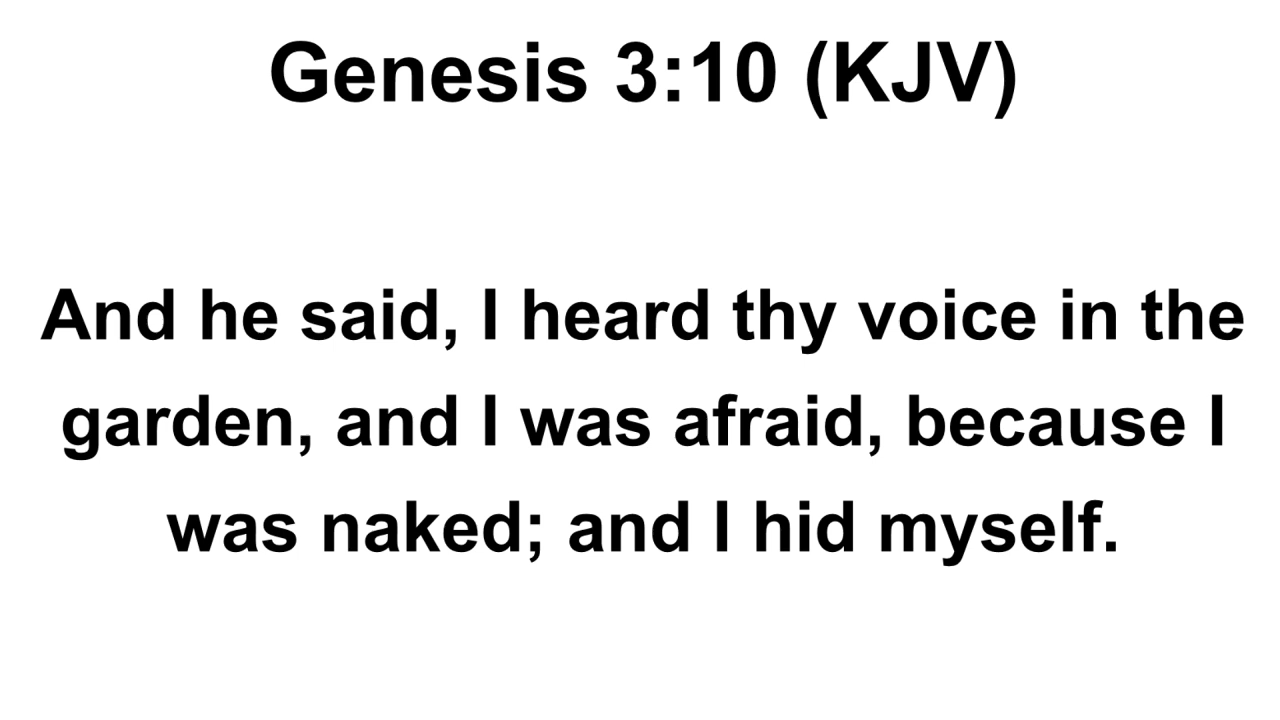 Genesis 3:10 (KJV)
And he said, I heard thy voice in the
garden, and I was afraid, because I
was naked; and I hid myself.